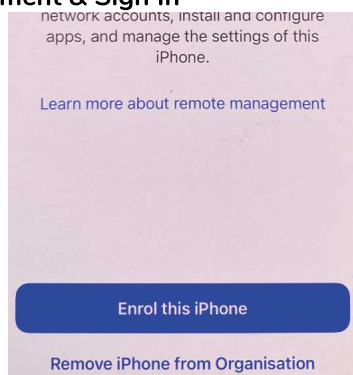 network accounts, install and configure
apps, and manage the settings of this
iPhone.
Learn more about remote management
Enrol this iPhone
Remove iPhone from Organisation